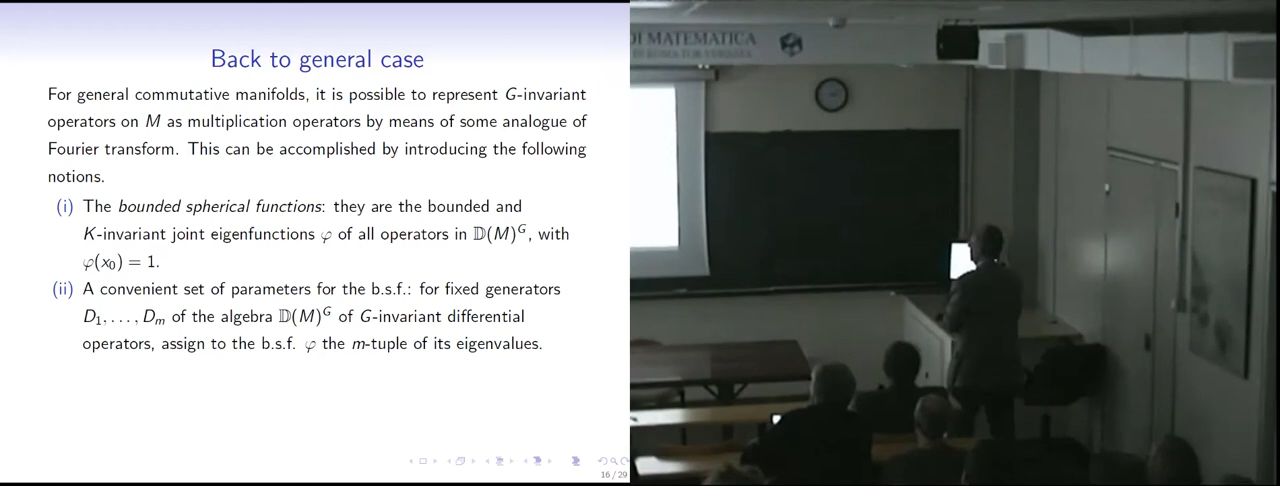 Back to general case
For general commutative manifolds, it is possible to represent G-invariant
operators on M as multiplication operators by means of some analogue of
Fourier transform. This can be accomplished by introducing the following
notions.
(i) The bounded spherical functions: they are the bounded and
K-invariant joint eigenfunctions φ of all operators in 𝔻(M)^G, with
φ(x₀) = 1.
(ii) A convenient set of parameters for the b.s.f.: for fixed generators
D₁, . . . , Dₘ of the algebra 𝔻(M)^G of G-invariant differential
operators, assign to the b.s.f. φ the m-tuple of its eigenvalues.
16 / 29
DI MATEMATICA